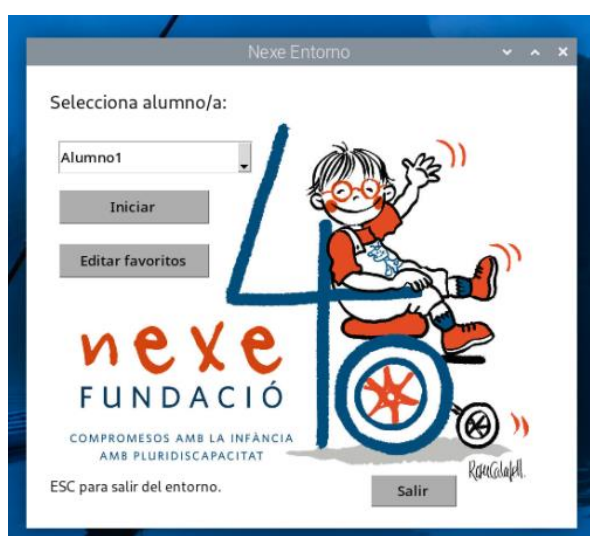 Nexe Entorno
Selecciona alumno/a:
Alumno1
Iniciar
Editar favoritos
40
nexe
FUNDACIÓ
COMPROMESOS AMB LA INFÀNCIA
AMB PLURIDISCAPACITAT
ESC para salir del entorno.
Salir